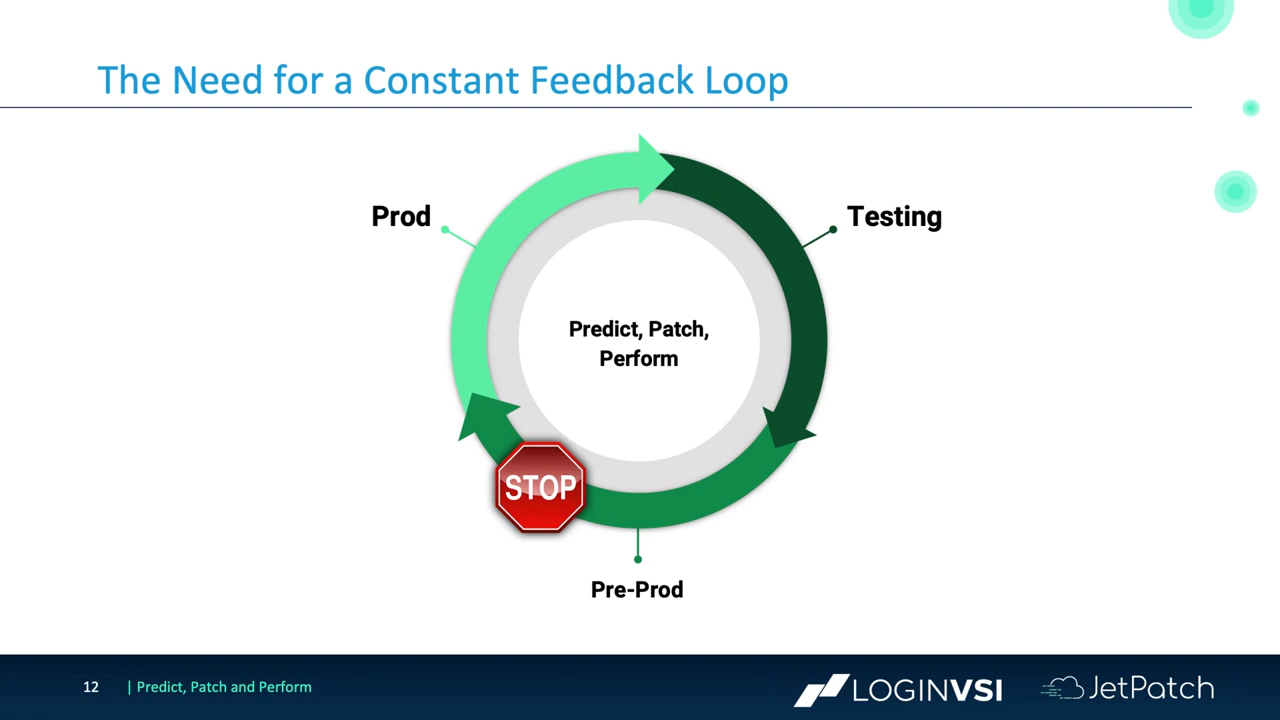 The Need for a Constant Feedback Loop
Prod
Testing
Predict, Patch,
Perform
STOP
Pre-Prod
12 | Predict, Patch and Perform
LOGINVSI
JetPatch